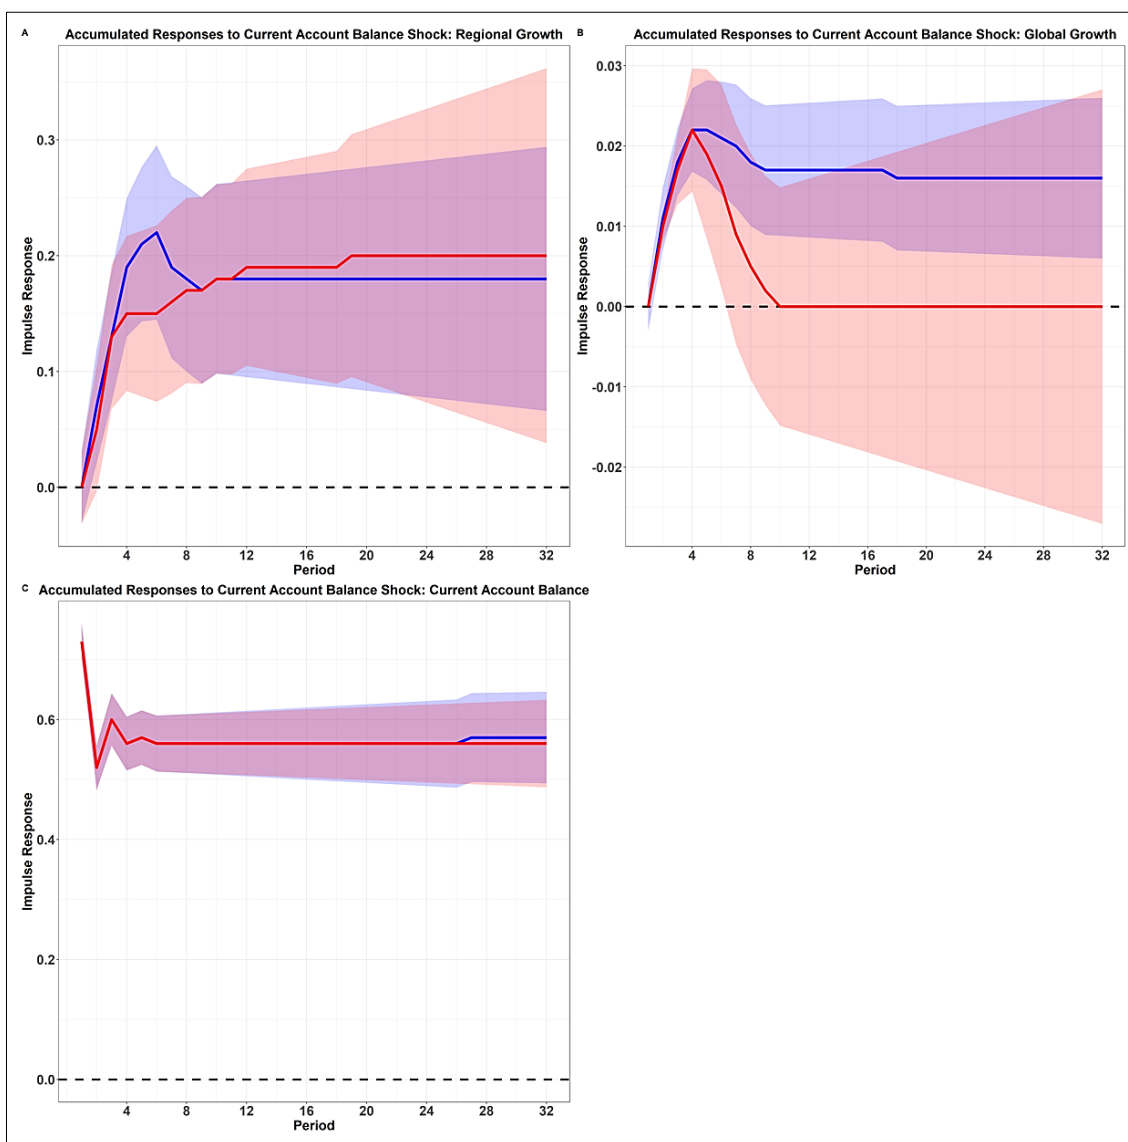 A
Accumulated Responses to Current Account Balance Shock: Regional Growth
Impulse Response
0.3
0.2
0.1
0.0
4 8 12 16 20 24 28 32
Period
B
Accumulated Responses to Current Account Balance Shock: Global Growth
Impulse Response
0.03
0.02
0.01
0.00
-0.01
-0.02
4 8 12 16 20 24 28 32
Period
C
Accumulated Responses to Current Account Balance Shock: Current Account Balance
Impulse Response
0.6
0.4
0.2
0.0
4 8 12 16 20 24 28 32
Period